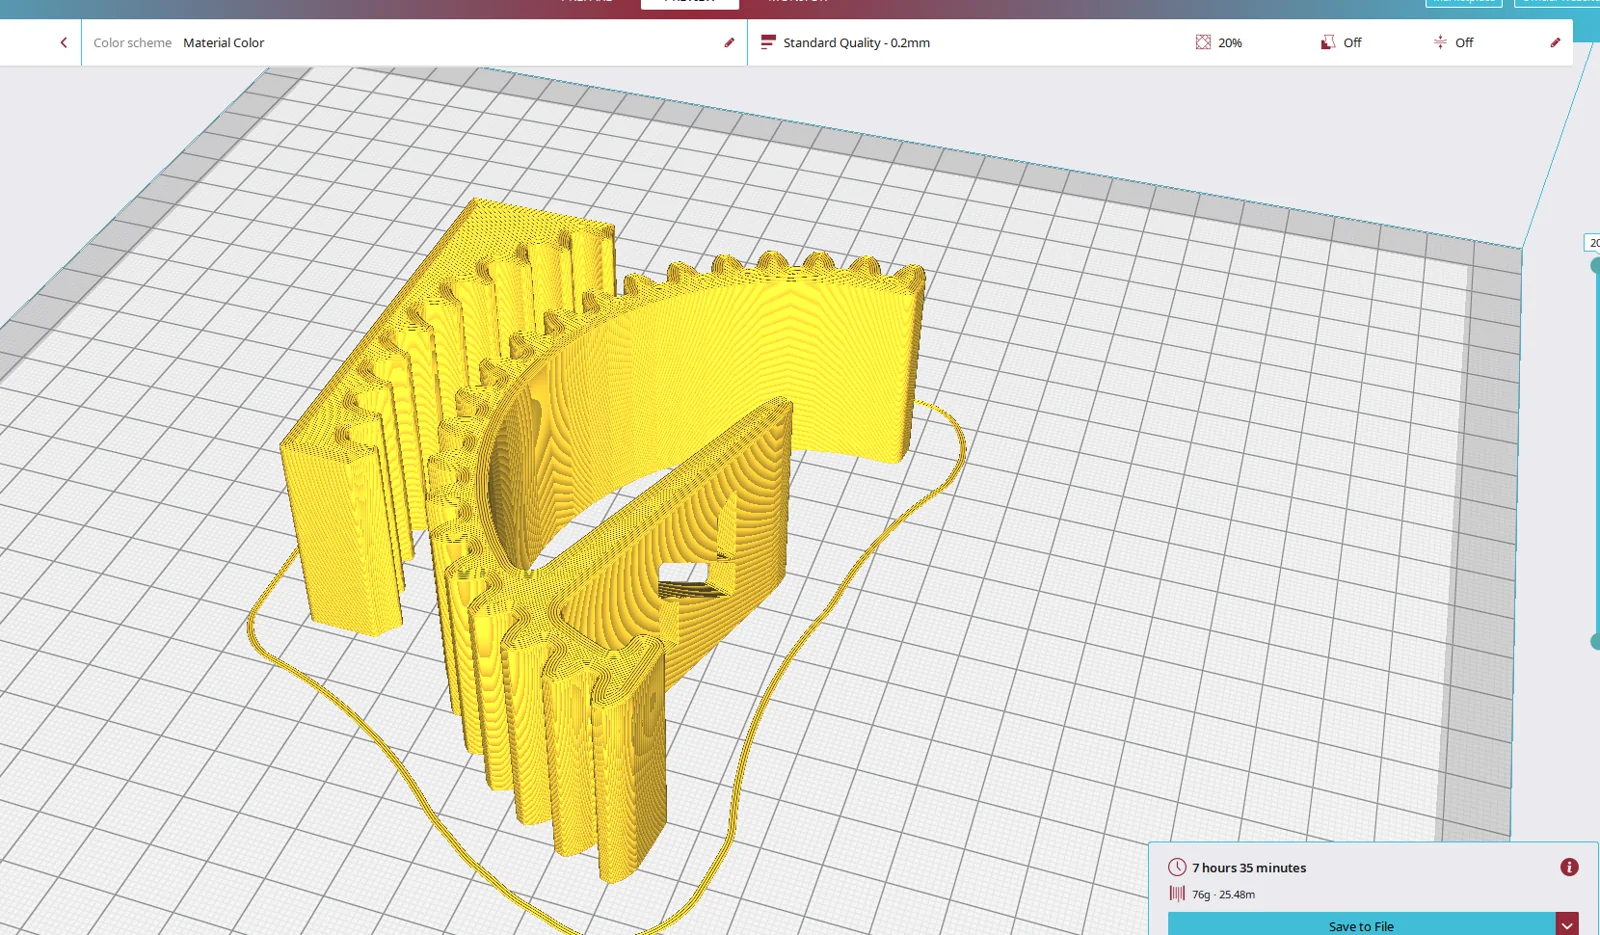 Color scheme Material Color
Standard Quality - 0.2mm
20%
Off
Off
7 hours 35 minutes
76g · 25.48m
Save to File